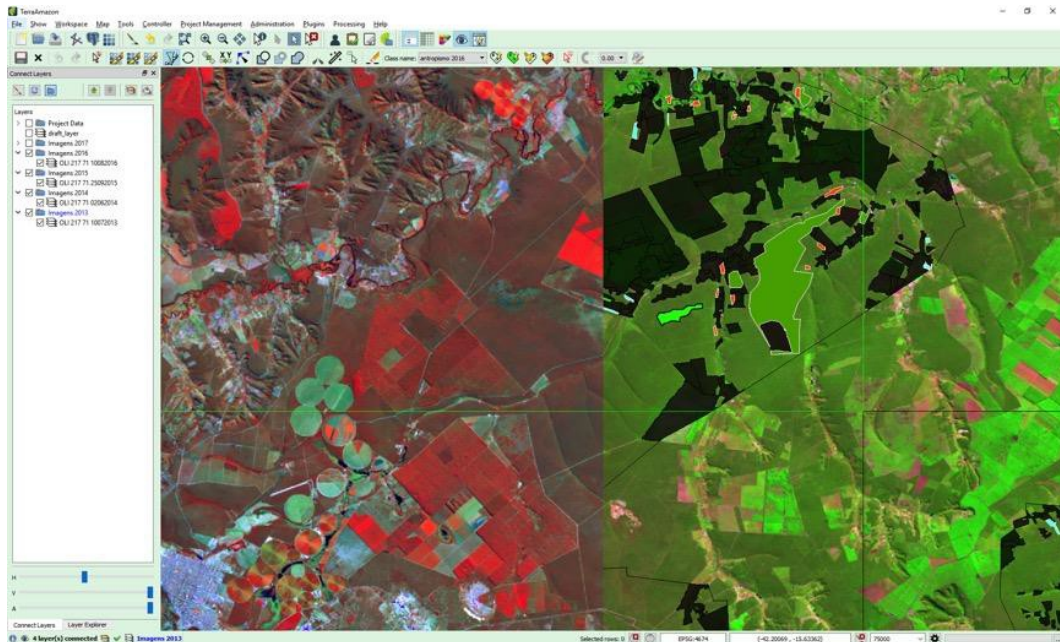 TerraAmazon
File Show Workspace Map Tools Controller Project Management Administration Plugins Processing Help
Class name: antropismo 2016
0.00
Connect Layers
Layers
Project Data
draft_layer
Imagens 2017
Imagens 2016
OLI 217 71 10082016
Imagens 2015
OLI 217 71 25092015
Imagens 2014
OLI 217 71 02062014
Imagens 2013
OLI 217 71 10072013
H
V
A
Connect Layers Layer Explorer
4 layer(s) connected Imagens 2013 Selected rows: 0 EPSG:4674 (-42.20069 , -15.63362) 75000